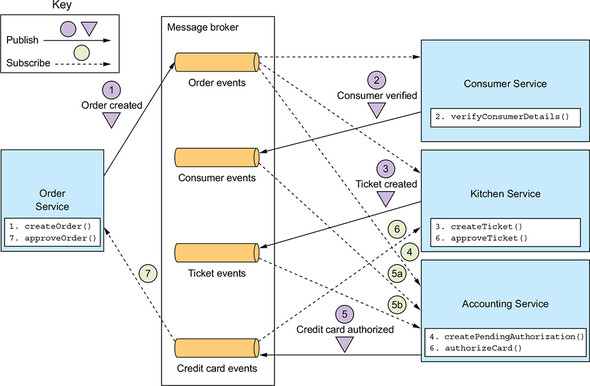 Key
Publish
Subscribe
Message broker
Order events
Consumer events
Ticket events
Credit card events
1
Order created
2
Consumer verified
3
Ticket created
6
4
5a
5b
5
Credit card authorized
7
Order
Service
1. createOrder()
7. approveOrder()
Consumer Service
2. verifyConsumerDetails()
Kitchen Service
3. createTicket()
6. approveTicket()
Accounting Service
4. createPendingAuthorization()
6. authorizeCard()